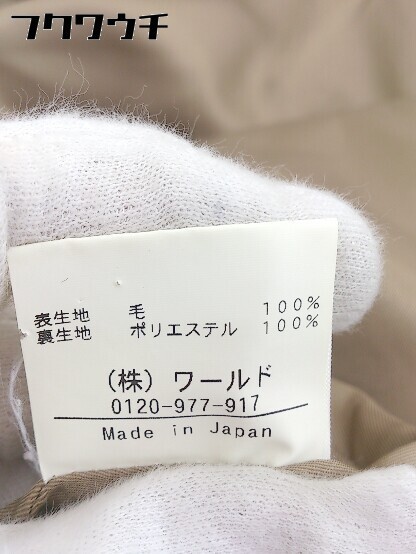 フクワウチ
表生地 毛 100%
裏生地 ポリエステル 100%
(株) ワールド
0120-977-917
Made in Japan